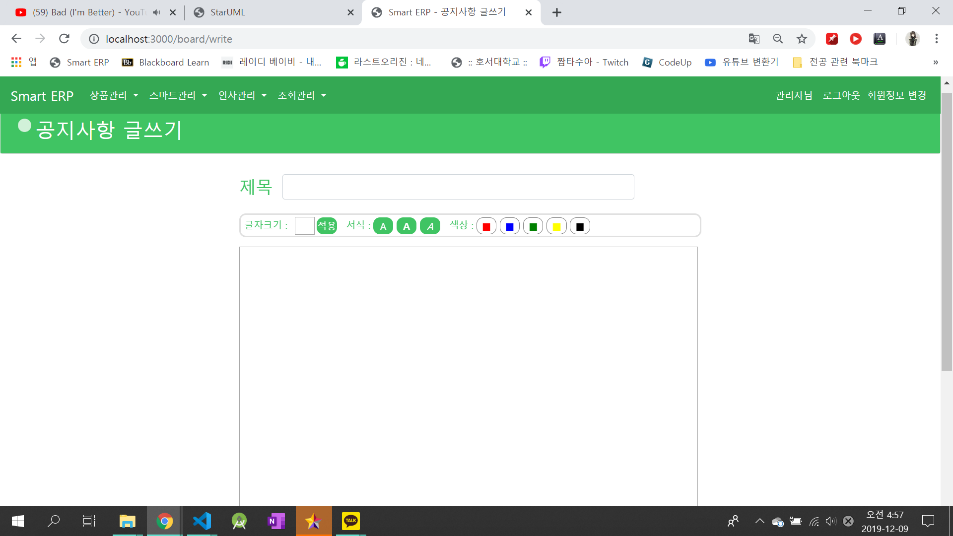 (59) Bad (I'm Better) - YouT
StarUML
Smart ERP - 공지사항 글쓰기
localhost:3000/board/write
앱
Smart ERP
Blackboard Learn
레이디 베이비 - 내...
라스트오리진 : 네...
:: 호서대학교 ::
짬타수아 - Twitch
CodeUp
유튜브 변환기
전공 관련 북마크
»
Smart ERP
상품관리
스마트관리
인사관리
조회관리
관리자님
로그아웃
회원정보 변경
공지사항 글쓰기
제목
글자크기 :
적용
서식 :
A
A
A
색상 :
TALK
오전 4:57
2019-12-09